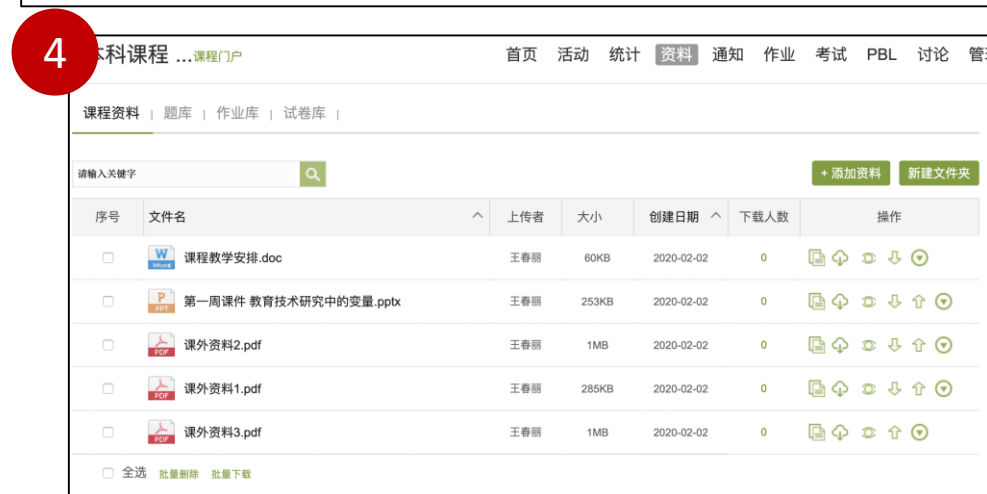 4
本科课程 ...课程门户 首页 活动 统计 资料 通知 作业 考试 PBL 讨论
课程资料 | 题库 | 作业库 | 试卷库 |
请输入关键字 + 添加资料 新建文件夹
序号 文件名 上传者 大小 创建日期 下载人数 操作
W Word 课程教学安排.doc 王春丽 60KB 2020-02-02 0
P PPT 第一周课件 教育技术研究中的变量.pptx 王春丽 253KB 2020-02-02 0
PDF 课外资料2.pdf 王春丽 1MB 2020-02-02 0
PDF 课外资料1.pdf 王春丽 285KB 2020-02-02 0
PDF 课外资料3.pdf 王春丽 1MB 2020-02-02 0
全选 批量删除 批量下载